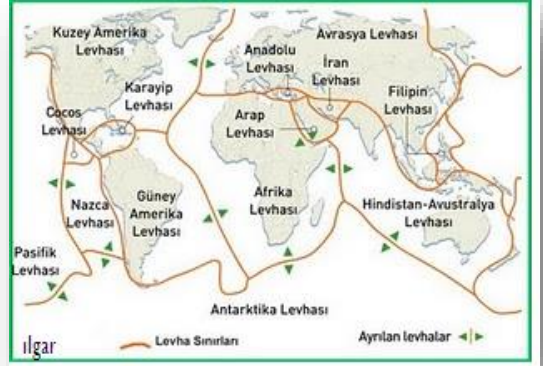 Kuzey Amerika
Levhası
Avrasya Levhası
Anadolu
Levhası
İran
Levhası
Karayip
Levhası
Filipin
Levhası
Cocos
Levhası
Arap
Levhası
Nazca
Levhası
Güney
Amerika
Levhası
Afrika
Levhası
Hindistan-Avustralya
Levhası
Pasifik
Levhası
Antarktika Levhası
ılgar
Levha Sınırları
Ayrılan levhalar